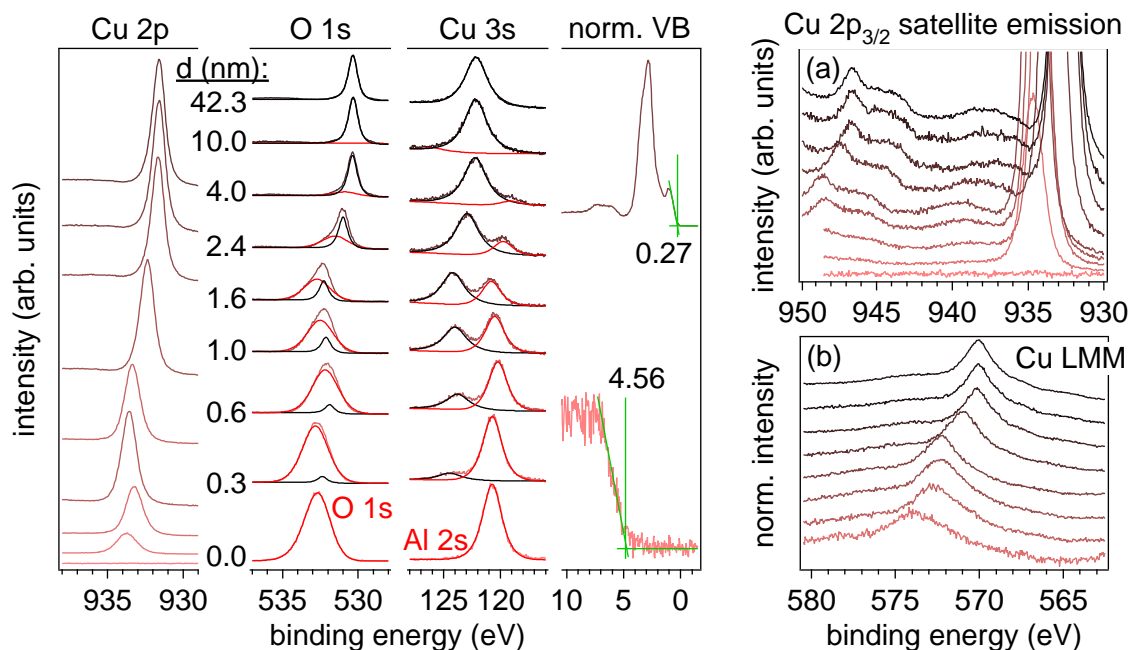 Cu 2p
O 1s
Cu 3s
norm. VB
Cu 2p3/2 satellite emission
d (nm):
42.3
10.0
4.0
2.4
1.6
1.0
0.6
0.3
0.0
0.27
4.56
O 1s
Al 2s
intensity (arb. units)
935 930
535 530
125 120
10 5 0
binding energy (eV)
binding energy (eV)
(a)
intensity (arb. units)
950 945 940 935 930
(b)
Cu LMM
norm. intensity
580 575 570 565
binding energy (eV)